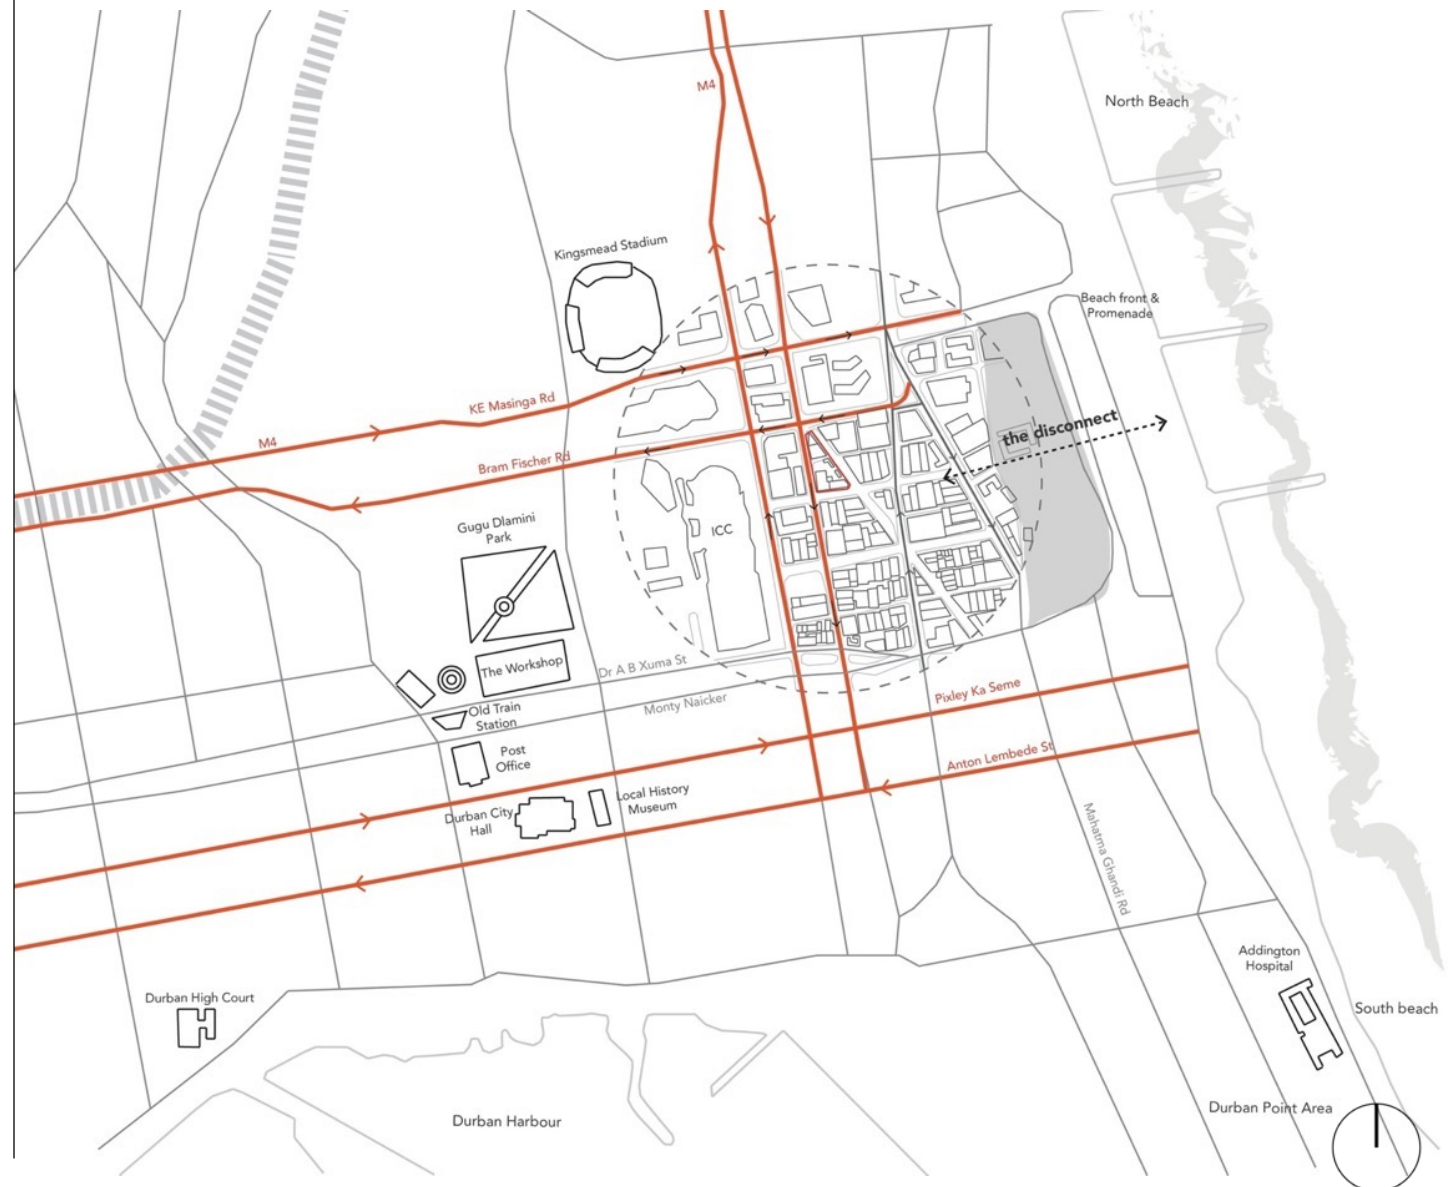 M4
North Beach
Kingsmead Stadium
Beach front &
Promenade
KE Masinga Rd
M4
the disconnect
Bram Fischer Rd
Gugu Dlamini
Park
ICC
The Workshop
Dr A B Xuma St
Old Train
Station
Monty Naicker
Pixley Ka Seme
Post
Office
Anton Lembede St
Local History
Museum
Durban City
Hall
Mahatma Ghandi Rd
Addington
Hospital
Durban High Court
South beach
Durban Harbour
Durban Point Area